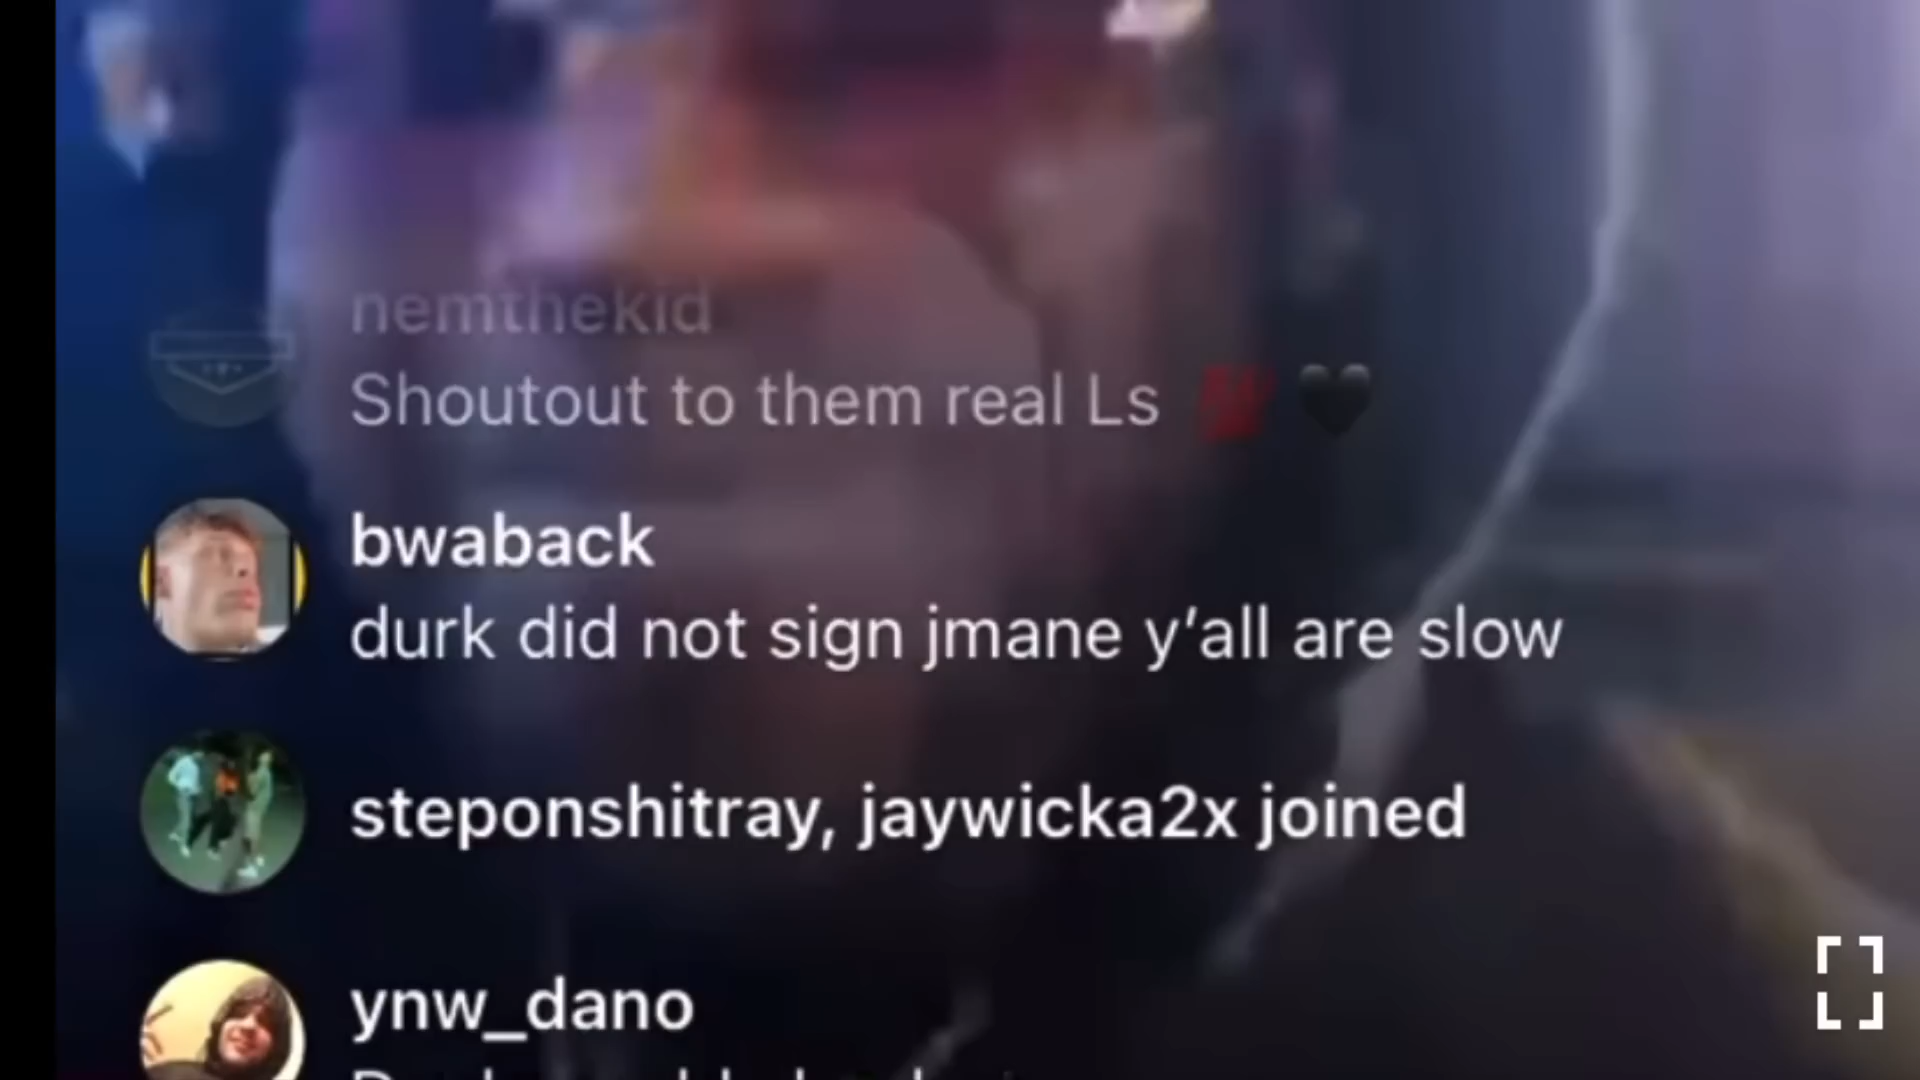 nemthekid
Shoutout to them real Ls 💯 🖤
bwaback
durk did not sign jmane y’all are slow
steponshitray, jaywicka2x joined
ynw_dano